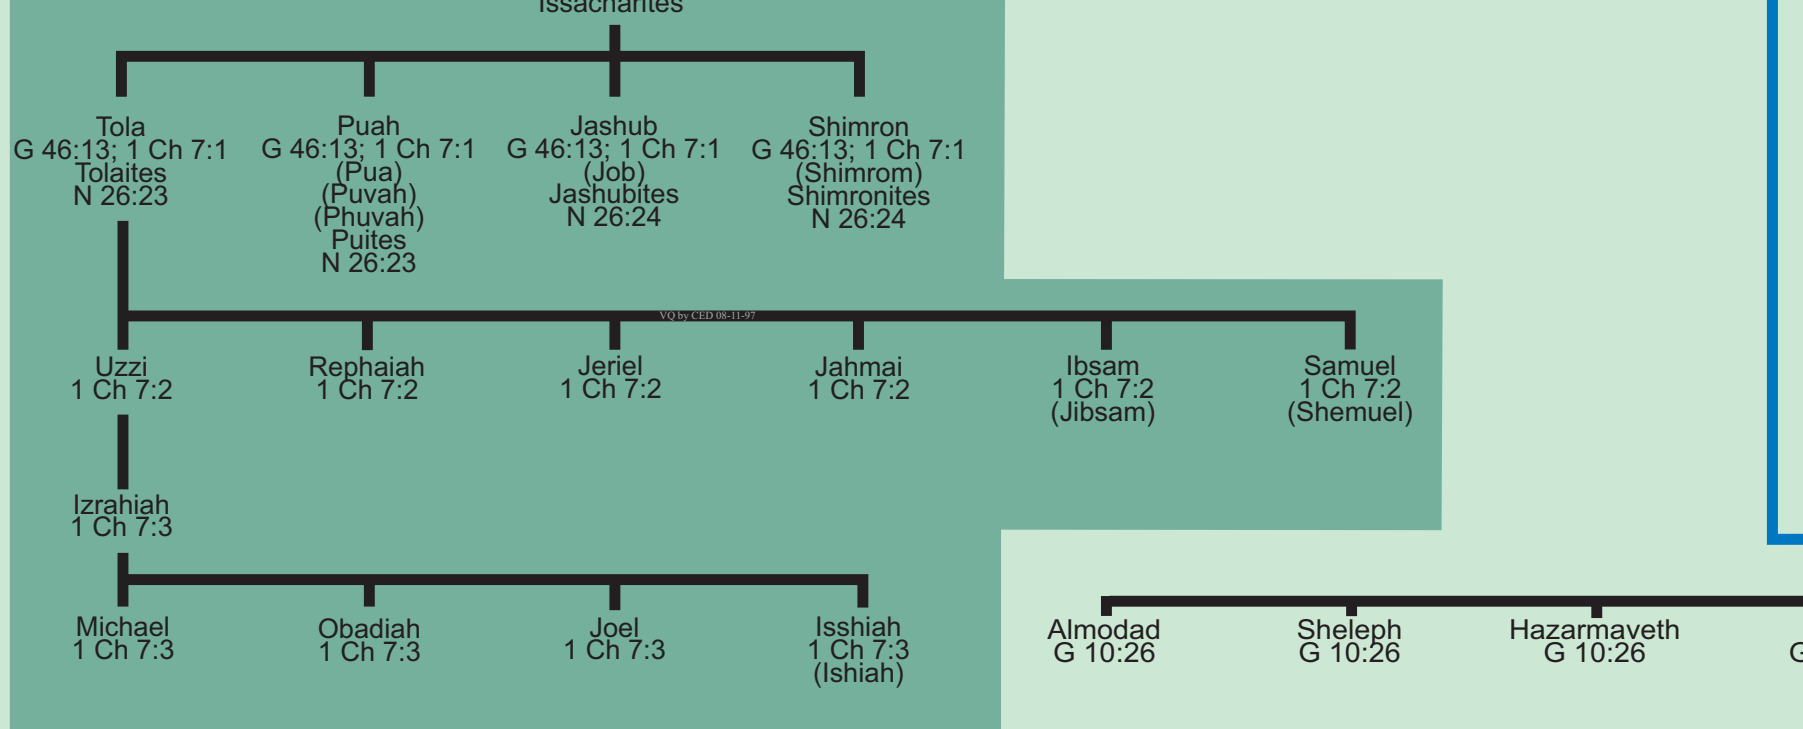 Issacharites
Tola
G 46:13; 1 Ch 7:1
Tolaites
N 26:23
Puah
G 46:13; 1 Ch 7:1
(Pua)
(Puvah)
(Phuvah)
Puites
N 26:23
Jashub
G 46:13; 1 Ch 7:1
(Job)
Jashubites
N 26:24
Shimron
G 46:13; 1 Ch 7:1
(Shimrom)
Shimronites
N 26:24
VQ by CED 08-11-97
Uzzi
1 Ch 7:2
Rephaiah
1 Ch 7:2
Jeriel
1 Ch 7:2
Jahmai
1 Ch 7:2
Ibsam
1 Ch 7:2
(Jibsam)
Samuel
1 Ch 7:2
(Shemuel)
Izrahiah
1 Ch 7:3
Michael
1 Ch 7:3
Obadiah
1 Ch 7:3
Joel
1 Ch 7:3
Isshiah
1 Ch 7:3
(Ishiah)
Almodad
G 10:26
Sheleph
G 10:26
Hazarmaveth
G 10:26